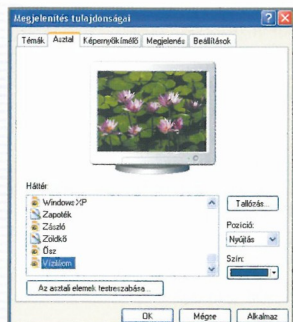 Megjelenítés tulajdonságai
Témák Asztal Képernyőkímélő Megjelenés Beállítások
Háttér
Windows XP
Zapoték
Zászló
Zöldkő
Ősz
Vízililiom
Tallózás...
Pozíció:
Nyújtás
Szín:
Az asztali elemek testreszabása...
OK Mégse Alkalmaz